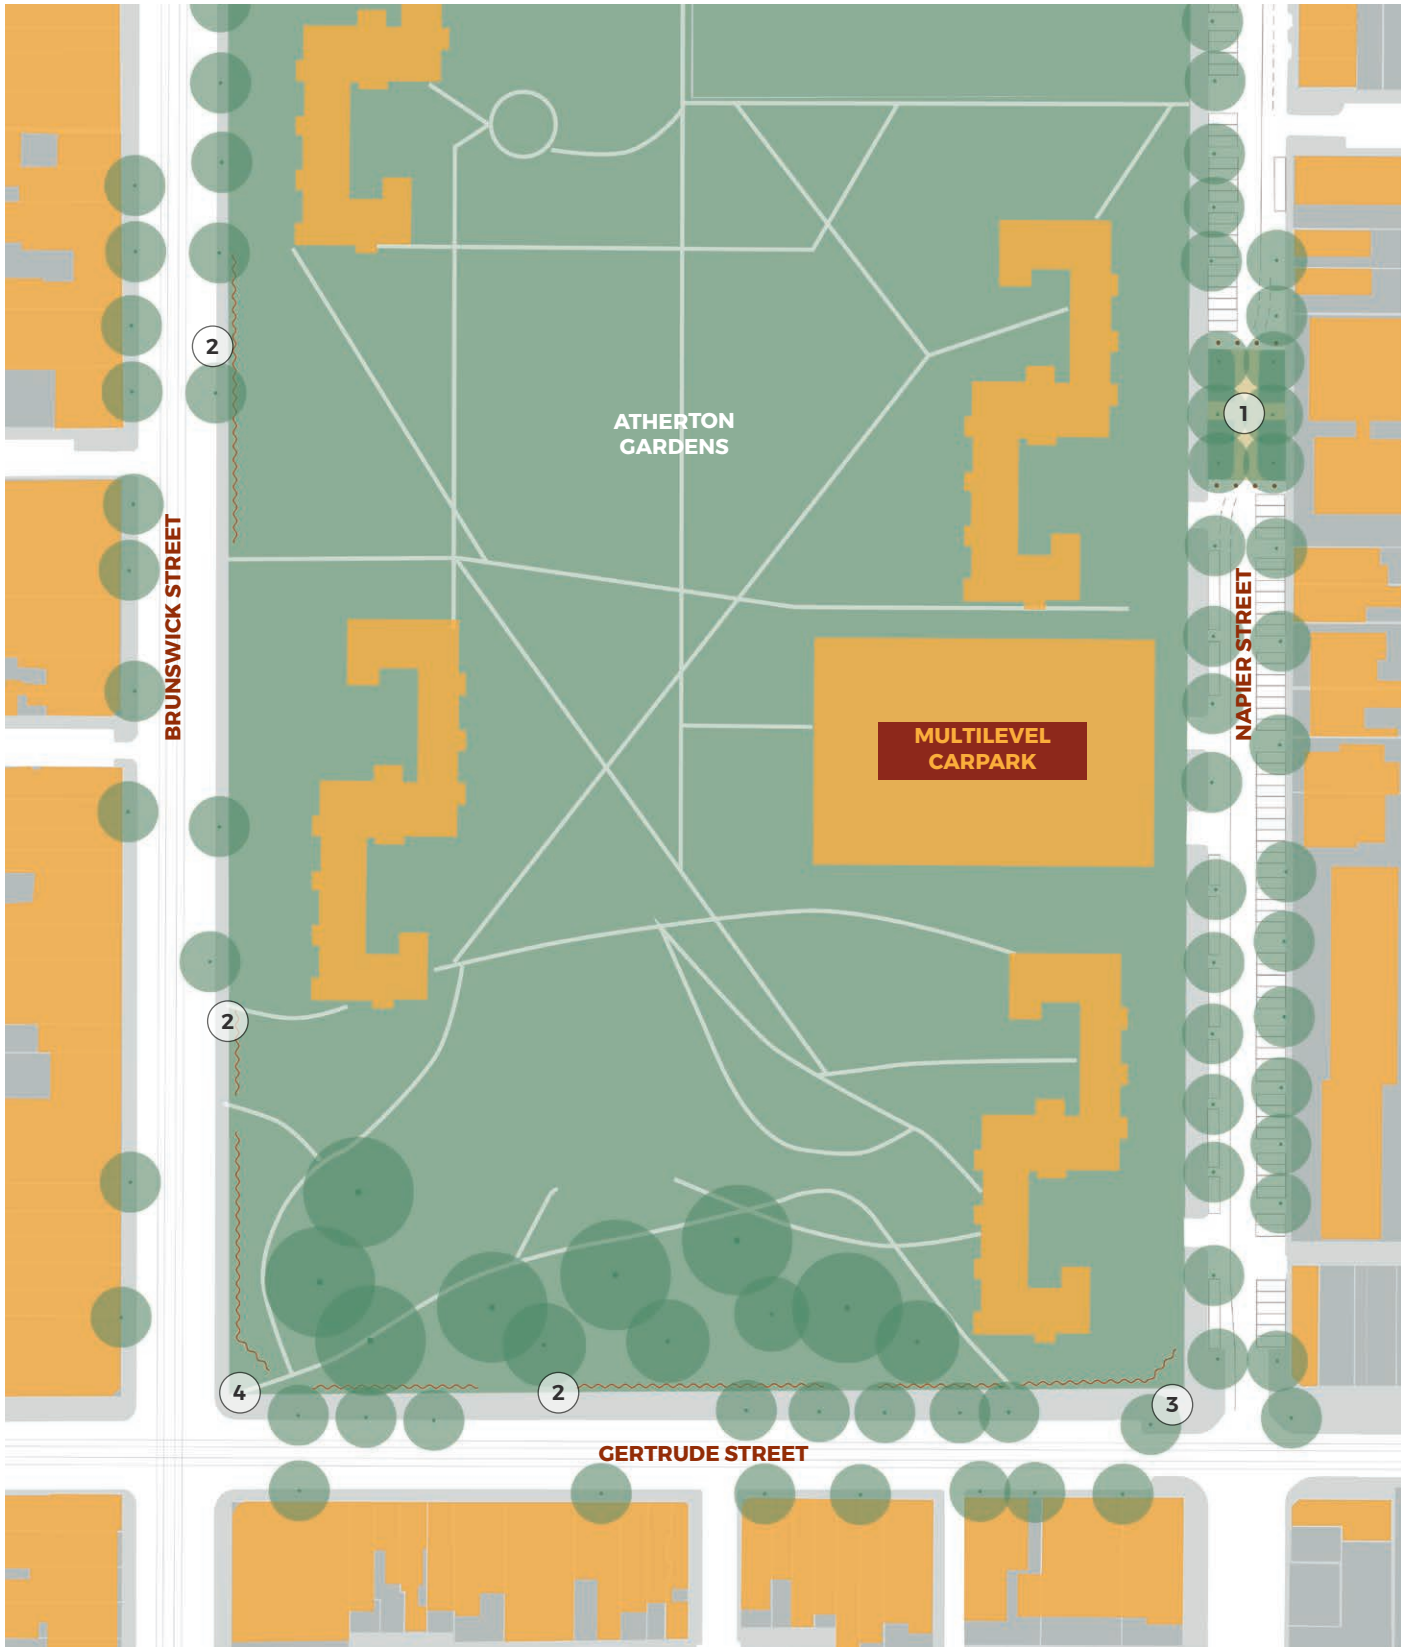 2
ATHERTON
GARDENS
1
BRUNSWICK STREET
NAPIER STREET
MULTILEVEL
CARPARK
2
4
2
3
GERTRUDE STREET